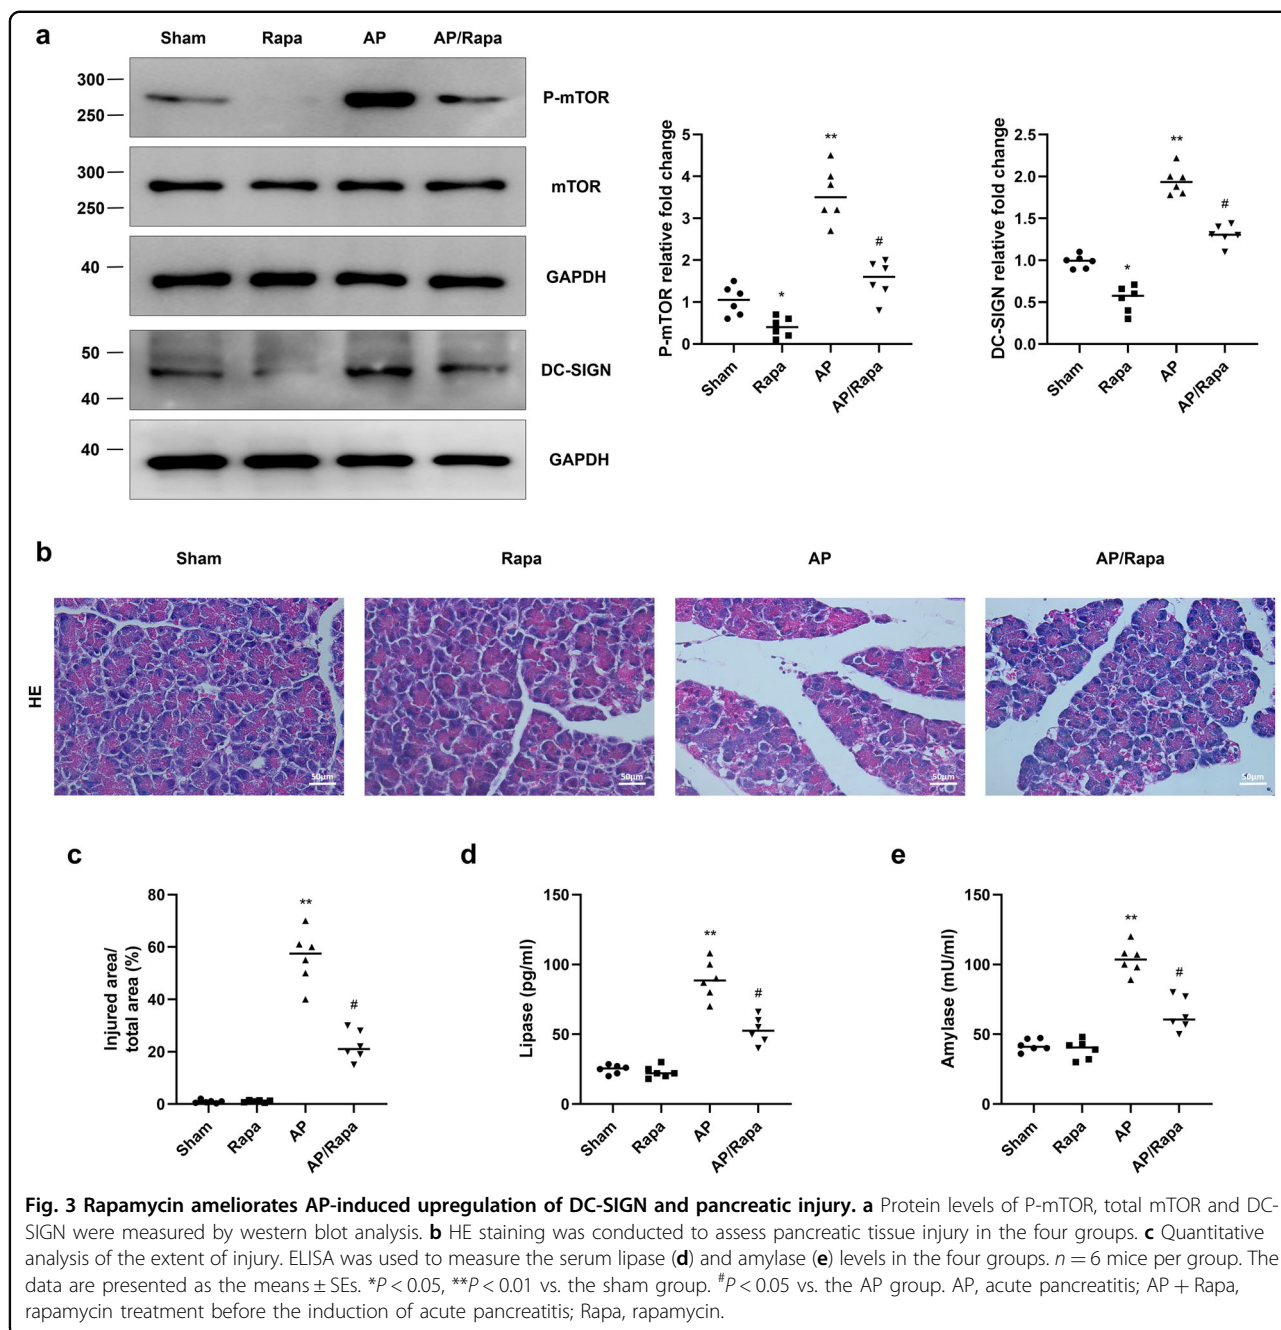 a
Sham Rapa AP AP/Rapa
300
250
P-mTOR
300
250
mTOR
40
GAPDH
50
40
DC-SIGN
40
GAPDH
P-mTOR relative fold change
5
4
3
2
1
0
**
#
*
Sham Rapa AP AP/Rapa
DC-SIGN relative fold change
2.5
2.0
1.5
1.0
0.5
0.0
**
#
*
Sham Rapa AP AP/Rapa
b
Sham Rapa AP AP/Rapa
HE
50μm 50μm 50μm 50μm
c
Injured area/
total area (%)
80
60
40
20
0
**
#
Sham Rapa AP AP/Rapa
d
Lipase (pg/ml)
150
100
50
0
**
#
Sham Rapa AP AP/Rapa
e
Amylase (mU/ml)
150
100
50
0
**
#
Sham Rapa AP AP/Rapa
Fig. 3 Rapamycin ameliorates AP-induced upregulation of DC-SIGN and pancreatic injury. a Protein levels of P-mTOR, total mTOR and DC-
SIGN were measured by western blot analysis. b HE staining was conducted to assess pancreatic tissue injury in the four groups. c Quantitative
analysis of the extent of injury. ELISA was used to measure the serum lipase (d) and amylase (e) levels in the four groups. n = 6 mice per group. The
data are presented as the means ± SEs. *P < 0.05, **P < 0.01 vs. the sham group. #P < 0.05 vs. the AP group. AP, acute pancreatitis; AP + Rapa,
rapamycin treatment before the induction of acute pancreatitis; Rapa, rapamycin.